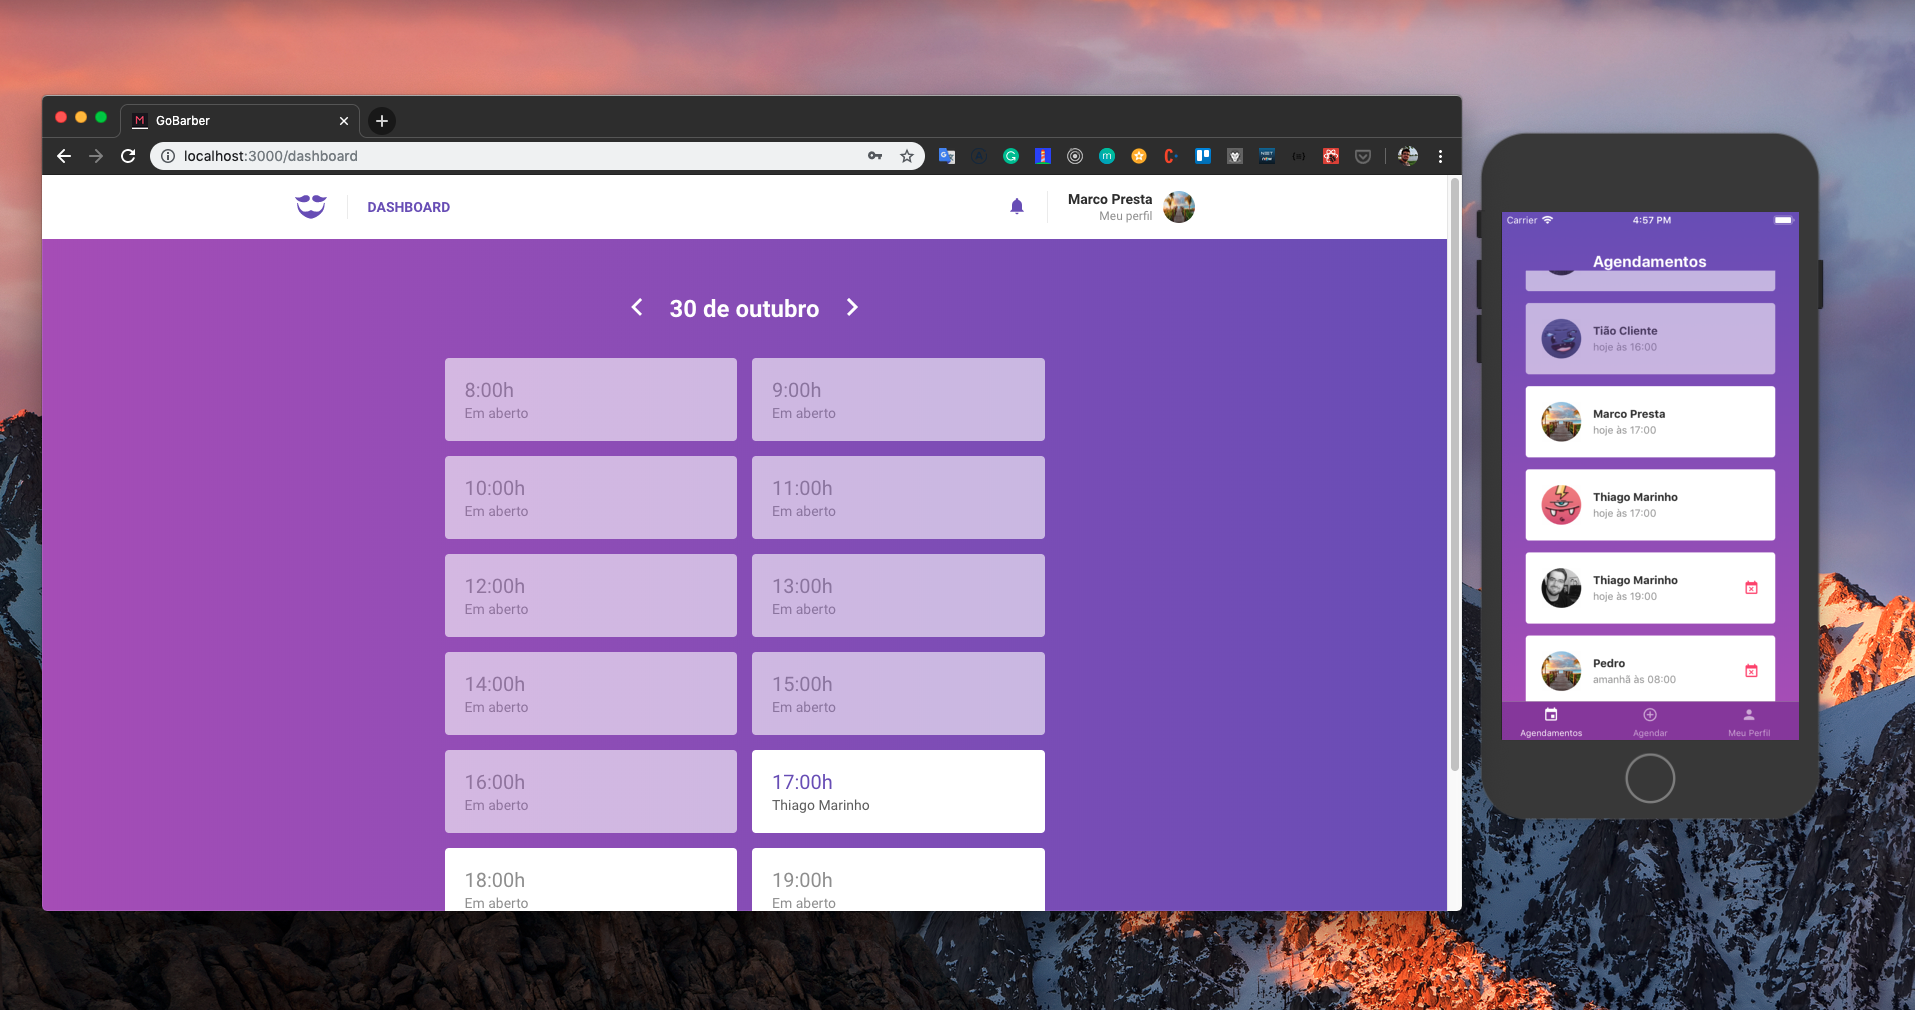 GoBarber
localhost:3000/dashboard
DASHBOARD
Marco Presta
Meu perfil
30 de outubro
8:00h
Em aberto
9:00h
Em aberto
10:00h
Em aberto
11:00h
Em aberto
12:00h
Em aberto
13:00h
Em aberto
14:00h
Em aberto
15:00h
Em aberto
16:00h
Em aberto
17:00h
Thiago Marinho
18:00h
Em aberto
19:00h
Em aberto
Carrier
4:57 PM
Agendamentos
Tião Cliente
hoje às 16:00
Marco Presta
hoje às 17:00
Thiago Marinho
hoje às 17:00
Thiago Marinho
hoje às 19:00
Pedro
amanhã às 08:00
Agendamentos
Agendar
Meu Perfil